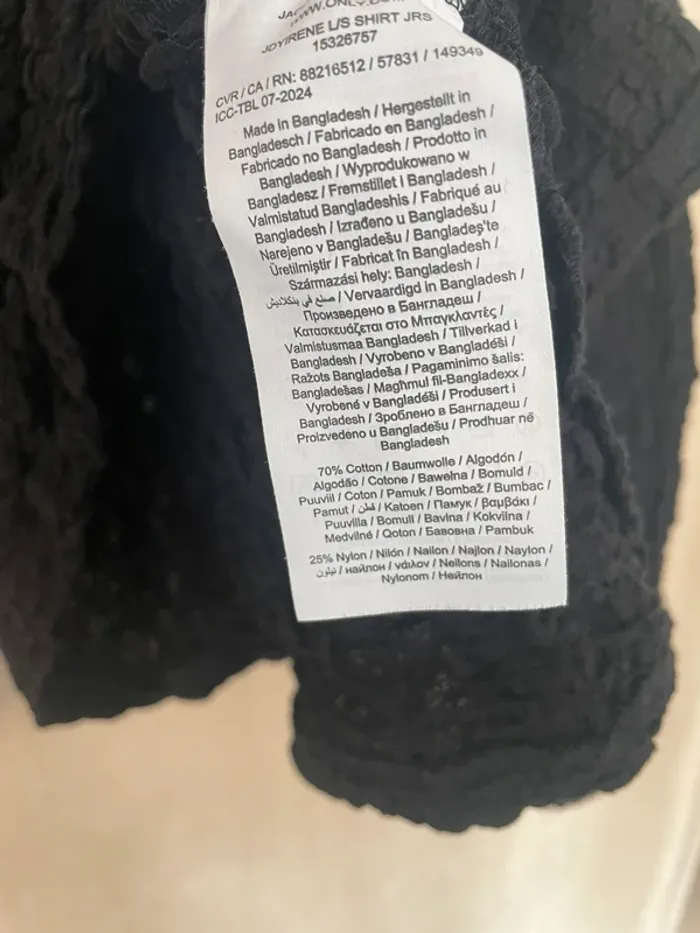 WWW.ONLY.COM
JDYIRENE L/S SHIRT JRS
15326757
CVR / CA / RN: 88216512 / 57831 / 149349
ICC-TBL 07-2024
Made in Bangladesh / Hergestellt in
Bangladesch / Fabricado en Bangladesh /
Fabricado no Bangladesh / Prodotto in
Bangladesh / Wyprodukowano w
Bangladesz / Fremstillet i Bangladesh /
Valmistatud Bangladeshis / Fabriqué au
Bangladesh / Izrađeno u Bangladešu /
Narejeno v Bangladešu / Bangladeş'te
Üretilmiştir / Fabricat în Bangladesh /
Származási hely: Bangladesh /
صنع في بنكلاديش / Vervaardigd in Bangladesh /
Произведено в Бангладеш /
Κατασκευάζεται στο Μπαγκλαντές /
Valmistusmaa Bangladesh / Tillverkad i
Bangladesh / Vyrobeno v Bangladéši /
Ražots Bangladeša / Pagaminimo šalis:
Bangladešas / Magħmul fil-Bangladexx /
Vyrobené v Bangladéši / Produsert i
Bangladesh / Зроблено в Бангладеш /
Proizvedeno u Bangladešu / Prodhuar në
Bangladesh
70% Cotton / Baumwolle / Algodón /
Algodão / Cotone / Bawełna / Bomuld /
Puuvill / Coton / Pamuk / Bombaž / Bumbac /
Pamut / قطن / Katoen / Памук / βαμβάκι /
Puuvilla / Bomull / Bavlna / Kokvilna /
Medvilnė / Qoton / Бавовна / Pambuk
25% Nylon / Nilón / Nailon / Najlon / Naylon /
نيلون / найлон / νάιλον / Neilons / Nailonas /
Nylonom / Нейлон